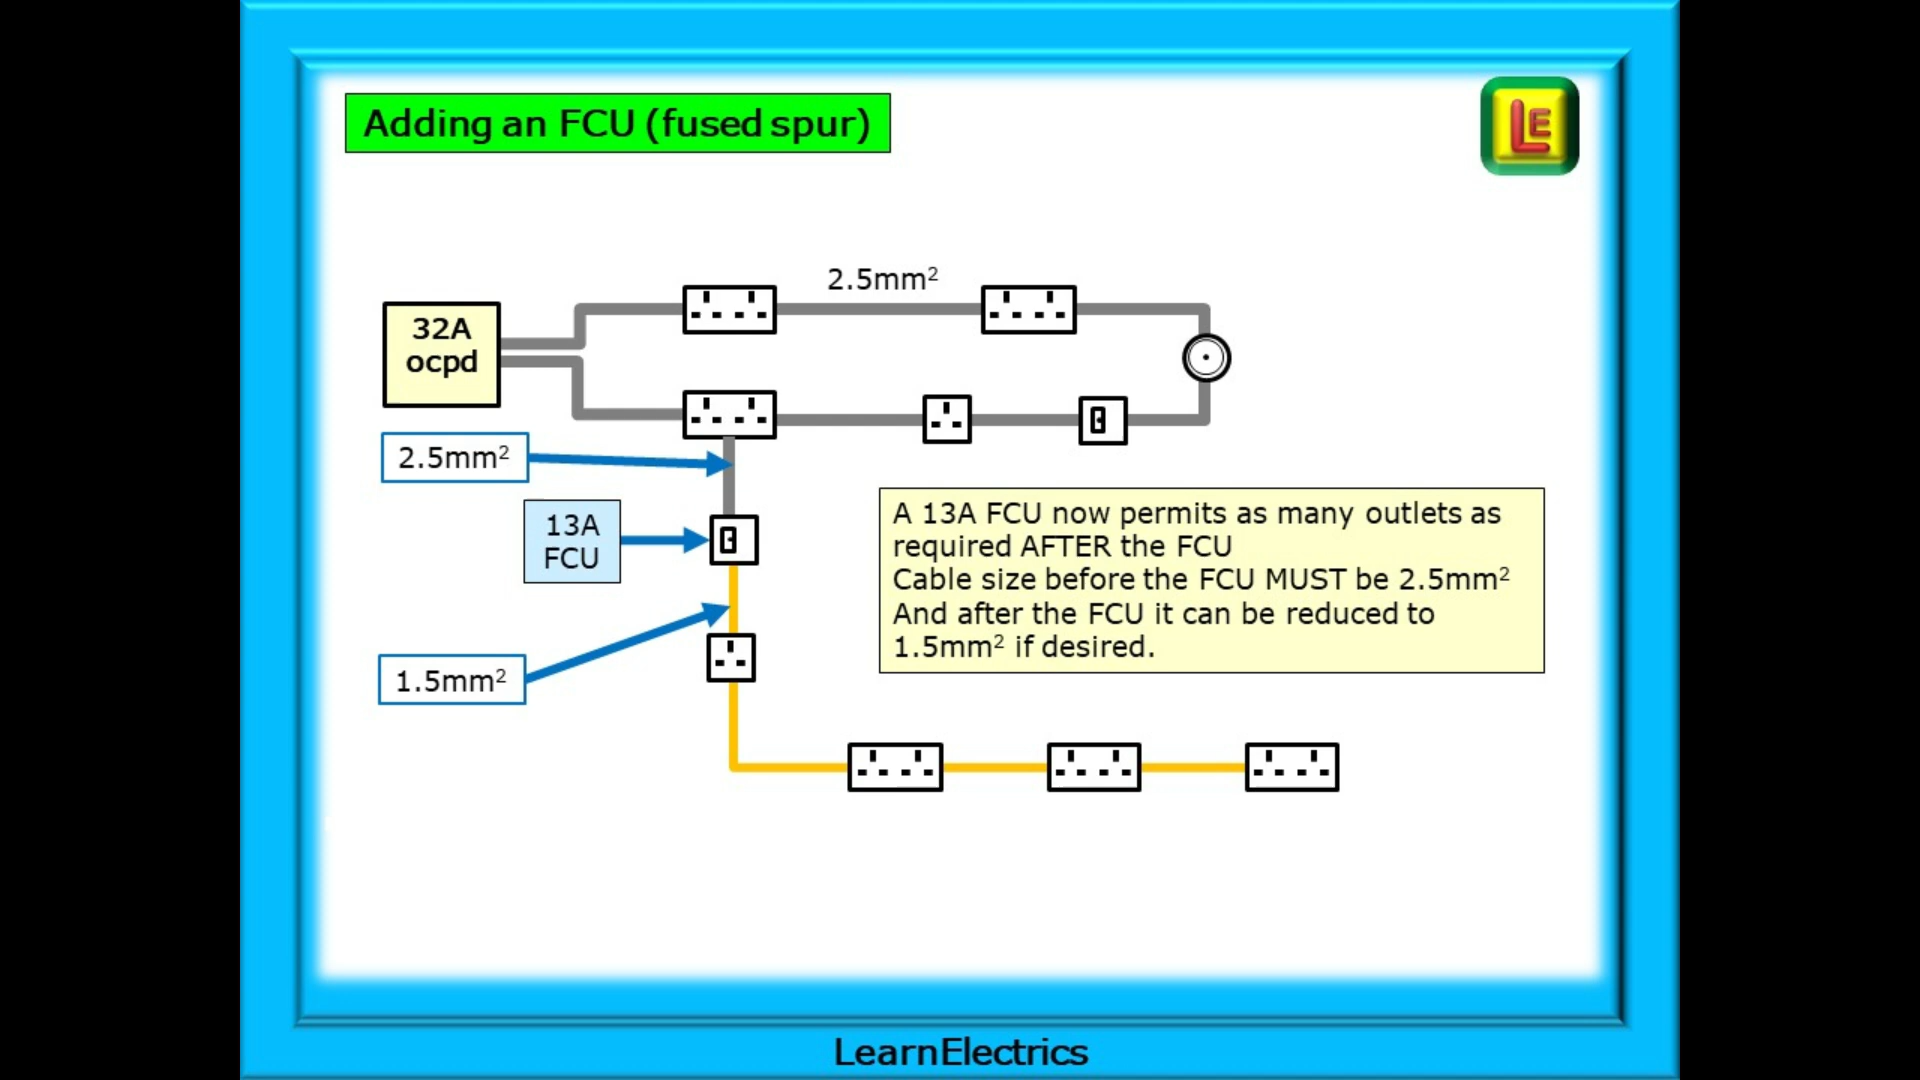 Adding an FCU (fused spur)
LE
2.5mm²
32A
ocpd
2.5mm²
13A
FCU
A 13A FCU now permits as many outlets as
required AFTER the FCU
Cable size before the FCU MUST be 2.5mm²
And after the FCU it can be reduced to
1.5mm² if desired.
1.5mm²
LearnElectrics